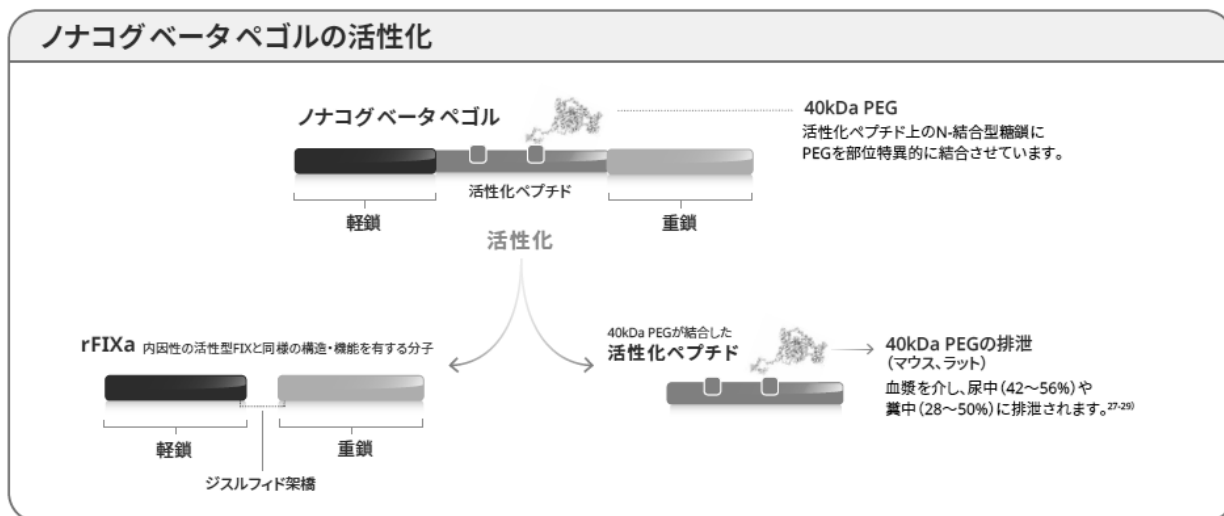 ノナコグ ベータ ペゴルの活性化
ノナコグ ベータ ペゴル
40kDa PEG
活性化ペプチド上のN-結合型糖鎖に
PEGを部位特異的に結合させています。
活性化ペプチド
軽鎖
重鎖
活性化
rFIXa 内因性の活性型FIXと同様の構造・機能を有する分子
軽鎖
重鎖
ジスルフィド架橋
40kDa PEGが結合した
活性化ペプチド
40kDa PEGの排泄
（マウス、ラット）
血漿を介し、尿中（42～56%）や
糞中（28～50%）に排泄されます。27-29)